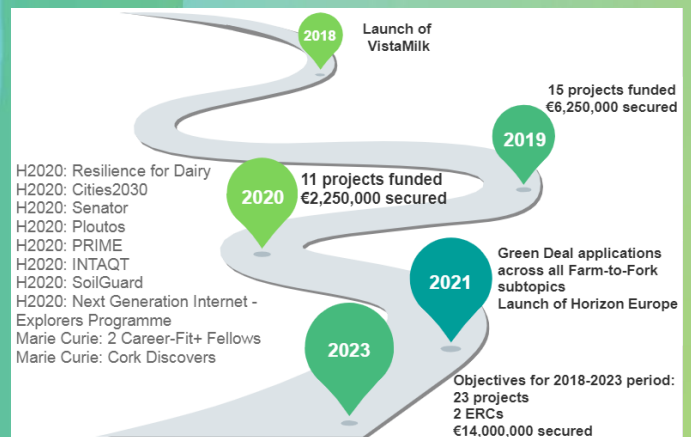 2018
Launch of
VistaMilk
15 projects funded
€6,250,000 secured
2019
H2020: Resilience for Dairy
H2020: Cities2030
H2020: Senator
H2020: Ploutos
H2020: PRIME
H2020: INTAQT
H2020: SoilGuard
H2020: Next Generation Internet -
Explorers Programme
Marie Curie: 2 Career-Fit+ Fellows
Marie Curie: Cork Discovers
2020
11 projects funded
€2,250,000 secured
2021
Green Deal applications
across all Farm-to-Fork
subtopics
Launch of Horizon Europe
2023
Objectives for 2018-2023 period:
23 projects
2 ERCs
€14,000,000 secured